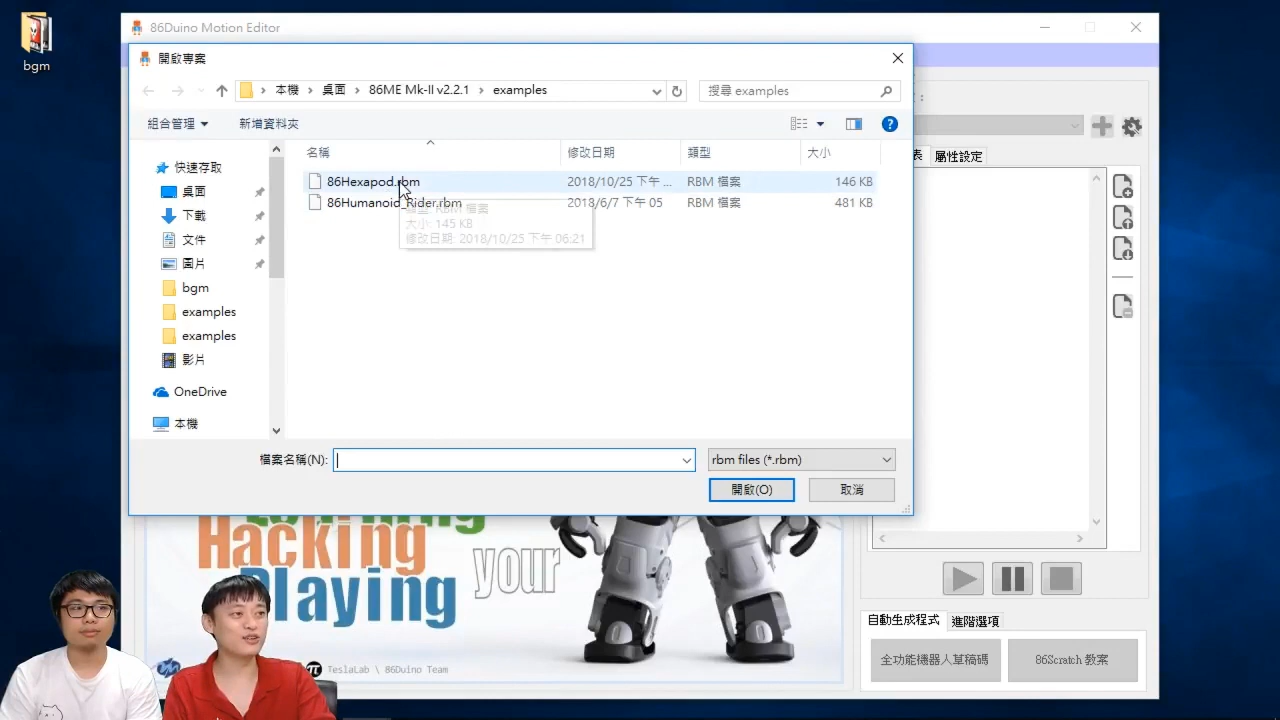 bgm
86Duino Motion Editor
開啟專案
本機 › 桌面 › 86ME Mk-II v2.2.1 › examples
搜尋 examples
組合管理
新增資料夾
名稱
修改日期
類型
大小
快速存取
桌面
下載
文件
圖片
bgm
examples
examples
影片
OneDrive
本機
86Hexapod.rbm
2018/10/25 下午 ...
RBM 檔案
146 KB
86Humanoid_Rider.rbm
2018/6/7 下午 05
RBM 檔案
481 KB
類型: RBM 檔案
大小: 145 KB
修改日期: 2018/10/25 下午 06:21
檔案名稱(N):
rbm files (*.rbm)
開啟(O)
取消
表
屬性設定
Hacking
your
Playing
TeslaLab \ 86Duino Team
自動生成程式
進階選項
全功能機器人草稿碼
86Scratch 教案